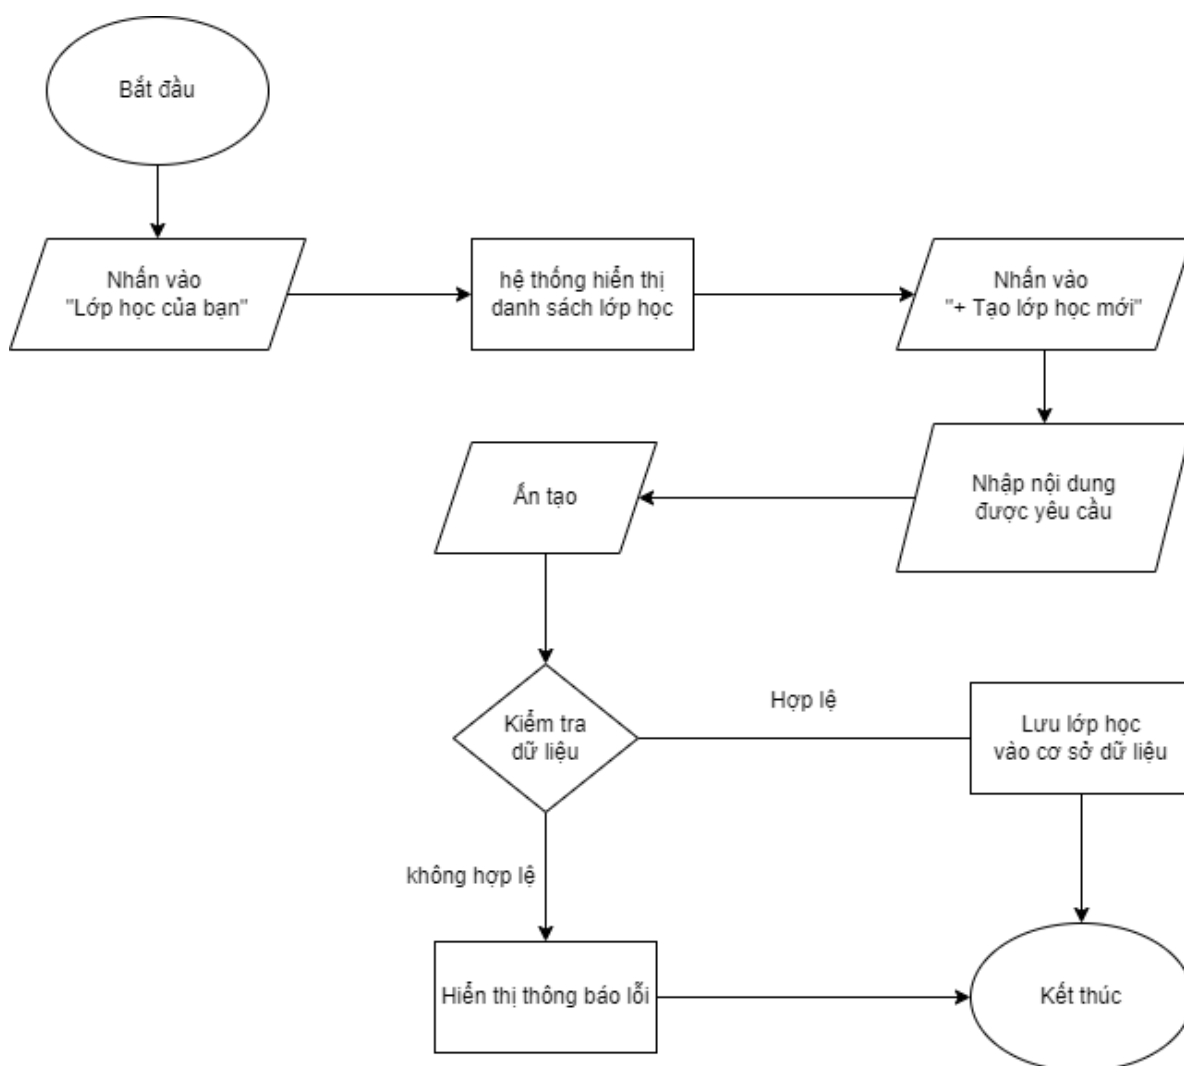 Bắt đầu
Nhấn vào
"Lớp học của bạn"
hệ thống hiển thị
danh sách lớp học
Nhấn vào
"+ Tạo lớp học mới"
Nhập nội dung
được yêu cầu
Ấn tạo
Kiểm tra
dữ liệu
Hợp lệ
Lưu lớp học
vào cơ sở dữ liệu
không hợp lệ
Hiển thị thông báo lỗi
Kết thúc